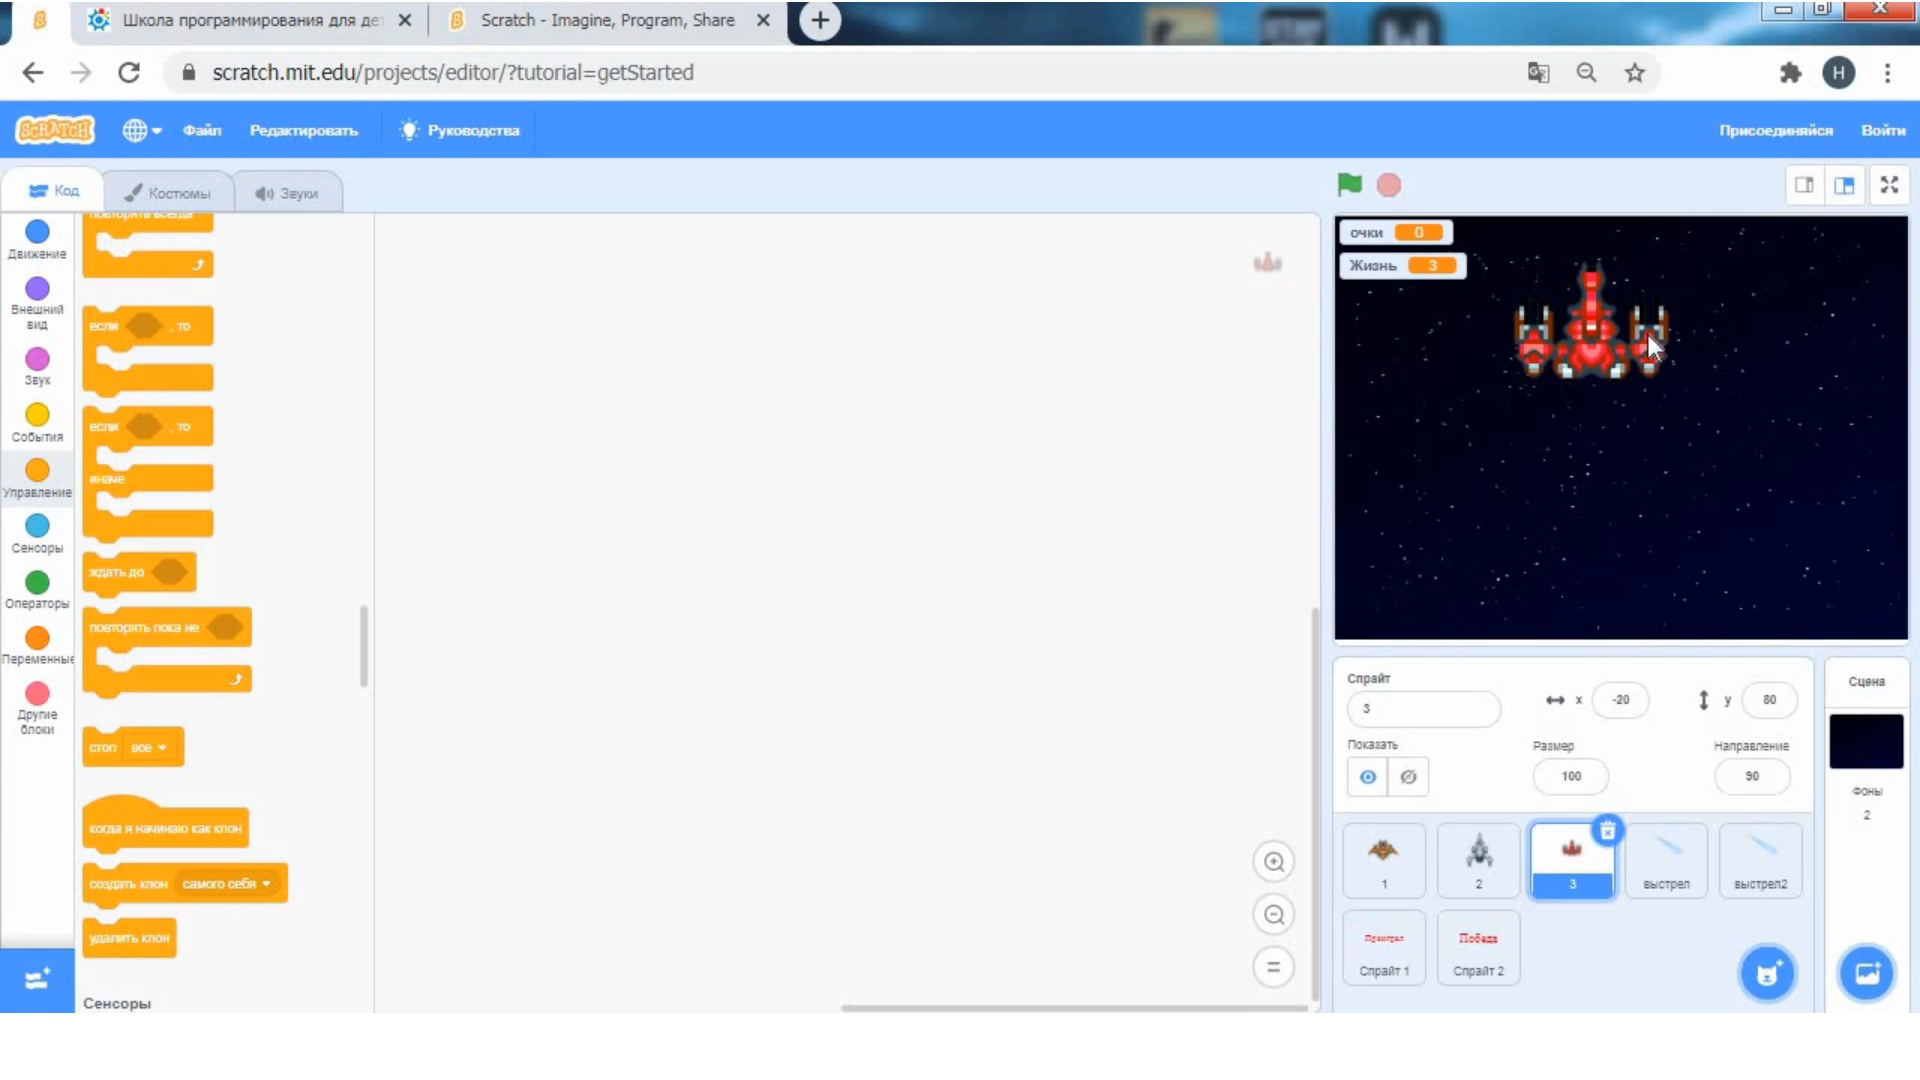 Школа программирования для де
Scratch - Imagine, Program, Share
scratch.mit.edu/projects/editor/?tutorial=getStarted
H
SCRATCH
Файл
Редактировать
Руководства
Присоединяйся
Войти
Код
Костюмы
Звуки
Движение
Внешний
вид
Звук
События
Управление
Сенсоры
Операторы
Переменные
Другие
блоки
повторять всегда
если , то
если , то
иначе
ждать до
повторять пока не
стоп все
когда я начинаю как клон
создать клон самого себя
удалить клон
Сенсоры
очки 0
Жизнь 3
Спрайт
3
x -20
y 80
Показать
Размер
100
Направление
90
Сцена
Фоны
2
1
2
3
выстрел
выстрел2
Проиграл
Спрайт 1
Победа
Спрайт 2